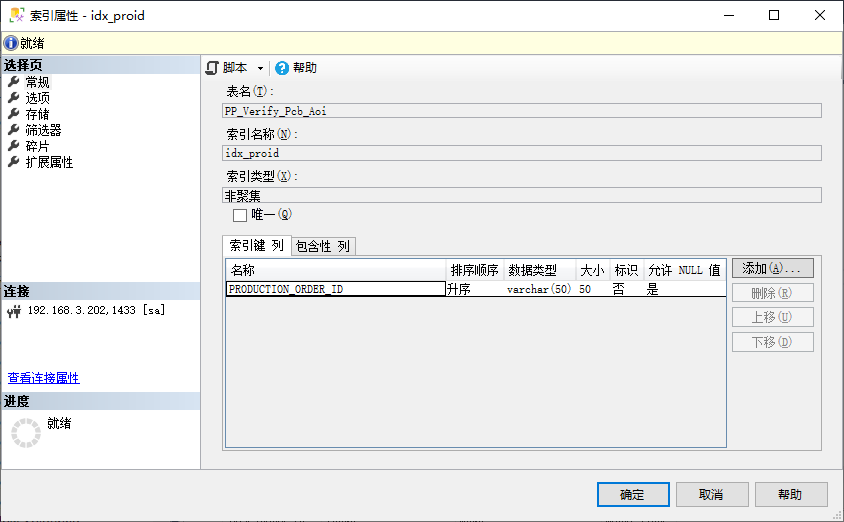 索引属性 - idx_proid
就绪
选择页
常规
选项
存储
筛选器
碎片
扩展属性
连接
192.168.3.202,1433 [sa]
查看连接属性
进度
就绪
脚本 帮助
表名(T):
PP_Verify_Pcb_Aoi
索引名称(N):
idx_proid
索引类型(X):
非聚集
唯一(Q)
索引键 列 包含性 列
名称 排序顺序 数据类型 大小 标识 允许 NULL 值
PRODUCTION_ORDER_ID 升序 varchar(50) 50 否 是
添加(A)...
删除(R)
上移(U)
下移(D)
确定 取消 帮助